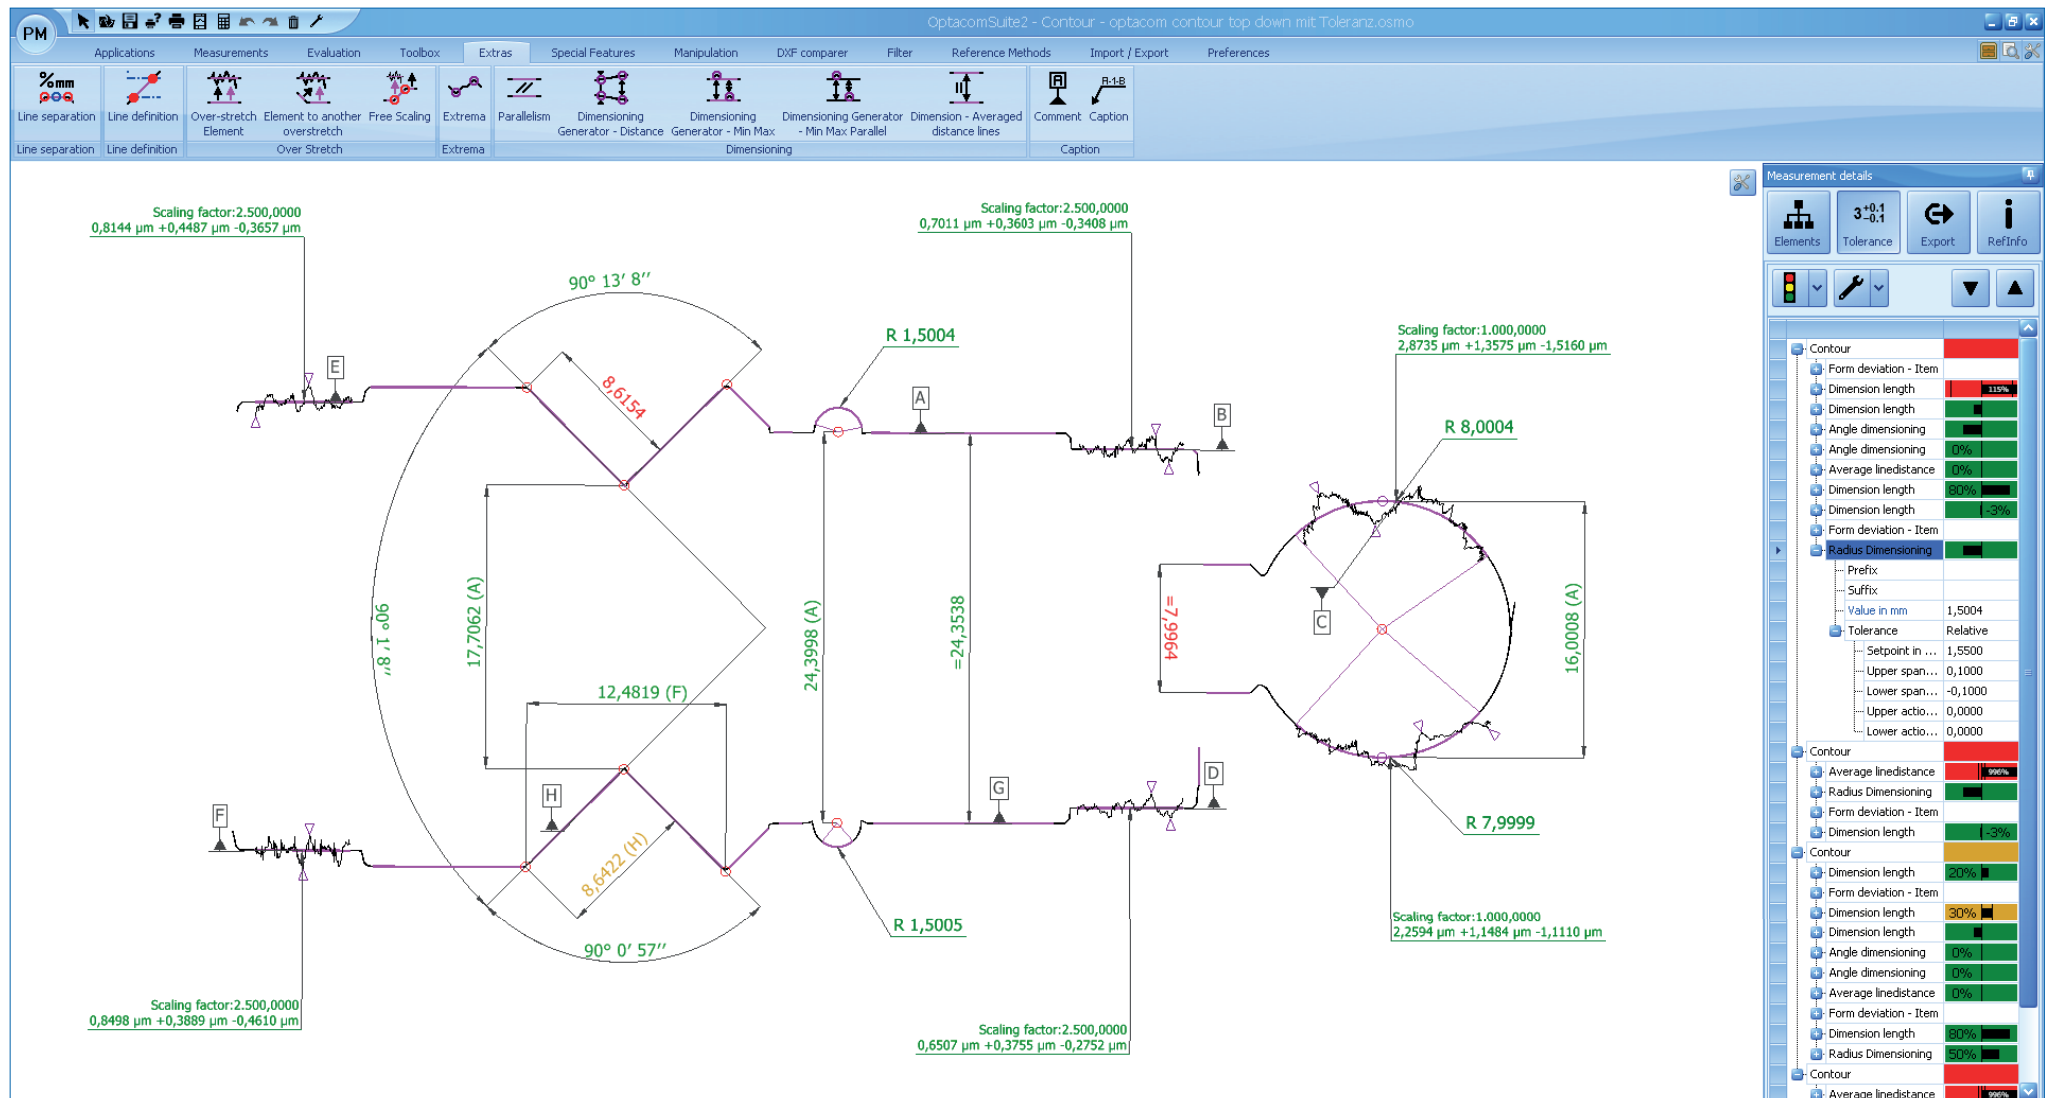 PM
OptacomSuite2 - Contour - optacom contour top down mit Toleranz.osmo
Applications Measurements Evaluation Toolbox Extras Special Features Manipulation DXF comparer Filter Reference Methods Import / Export Preferences
%mm
A
A-1-B
Line separation Line definition Over-stretch Element Element to another overstretch Free Scaling Extrema Parallelism Dimensioning Generator - Distance Dimensioning Generator - Min Max Dimensioning Generator - Min Max Parallel Dimension - Averaged distance lines Comment Caption
Line separation Line definition Over Stretch Extrema Dimensioning Caption
Scaling factor:2.500,0000
0,8144 µm +0,4487 µm -0,3657 µm
Scaling factor:2.500,0000
0,7011 µm +0,3603 µm -0,3408 µm
90° 13' 8''
R 1,5004
Scaling factor:1.000,0000
2,8735 µm +1,3575 µm -1,5160 µm
E
8,6154
A
B
R 8,0004
90° 1' 8''
17,7062 (A)
24,3998 (A)
=24,3538
=7,9964
C
16,0008 (A)
12,4819 (F)
F
H
8,6422 (H)
G
D
R 7,9999
90° 0' 57''
R 1,5005
Scaling factor:1.000,0000
2,2594 µm +1,1484 µm -1,1110 µm
Scaling factor:2.500,0000
0,8498 µm +0,3889 µm -0,4610 µm
Scaling factor:2.500,0000
0,6507 µm +0,3755 µm -0,2752 µm
Measurement details
3 +0.1 -0.1
Elements Tolerance Export RefInfo
Contour
Form deviation - Item
Dimension length 115%
Dimension length
Angle dimensioning
Angle dimensioning 0%
Average linedistance 0%
Dimension length 80%
Dimension length -3%
Form deviation - Item
Radius Dimensioning
Prefix
Suffix
Value in mm 1,5004
Tolerance Relative
Setpoint in ... 1,5500
Upper span... 0,1000
Lower span... -0,1000
Upper actio... 0,0000
Lower actio... 0,0000
Contour
Average linedistance 996%
Radius Dimensioning
Form deviation - Item
Dimension length -3%
Contour
Dimension length 20%
Form deviation - Item
Dimension length 30%
Dimension length
Angle dimensioning 0%
Angle dimensioning 0%
Average linedistance 0%
Form deviation - Item
Dimension length 80%
Radius Dimensioning 50%
Contour
Average linedistance 996%